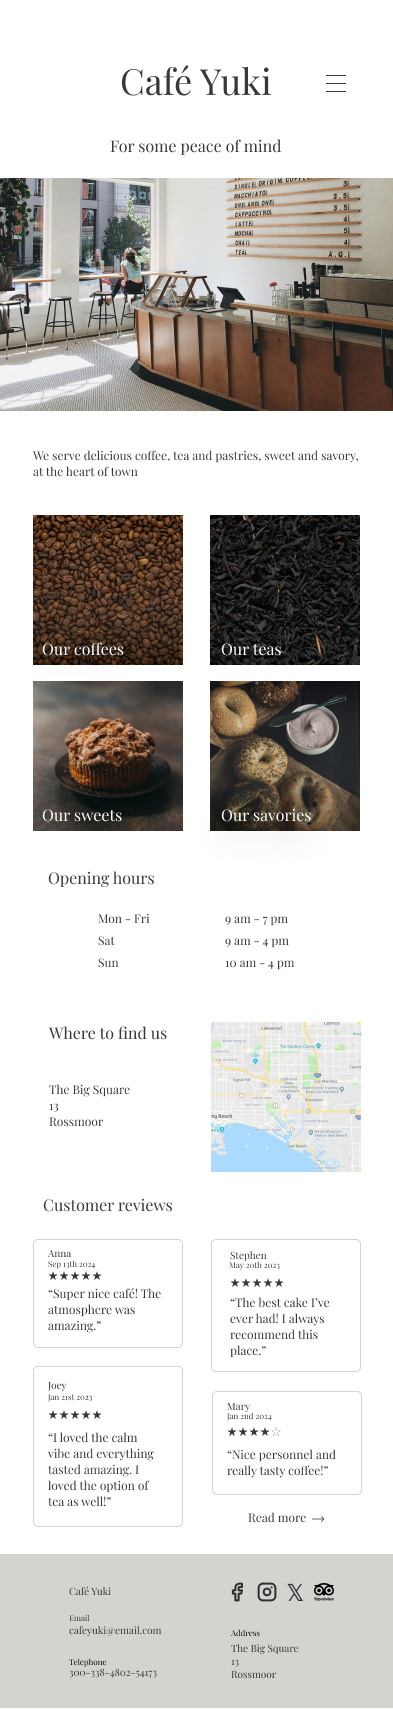 Café Yuki
For some peace of mind
SINGLE ORIGIN COFFEE
MACCHIATO
CAPPUCCINO
LATTE
MOCHA
CHAI
TEA
3.5
3.5
4
4
5
4
A.Q.
We serve delicious coffee, tea and pastries, sweet and savory,
at the heart of town
Our coffees
Our teas
Our sweets
Our savories
Opening hours
Mon - Fri 9 am - 7 pm
Sat 9 am - 4 pm
Sun 10 am - 4 pm
Where to find us
The Big Square
13
Rossmoor
Lakewood
Signal Hill
Los Alamitos
Rossmoor
ng Beach
Seal Beach
Customer reviews
Anna
Sep 13th 2024
★★★★★
“Super nice café! The
atmosphere was
amazing.”
Stephen
May 20th 2023
★★★★★
“The best cake I’ve
ever had! I always
recommend this
place.”
Joey
Jan 21st 2023
★★★★★
“I loved the calm
vibe and everything
tasted amazing. I
loved the option of
tea as well!”
Mary
Jan 2nd 2024
★★★★☆
“Nice personnel and
really tasty coffee!”
Read more →
Café Yuki
Email
cafeyuki@email.com
Telephone
300-338-4802-54173
Tripadvisor
Address
The Big Square
13
Rossmoor